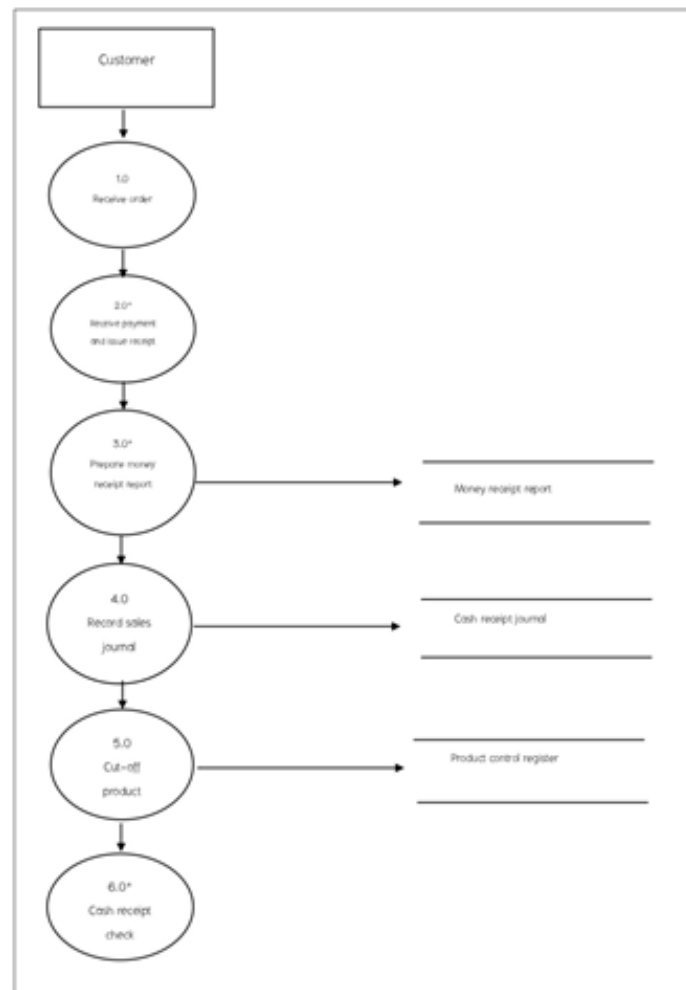 Customer
1.0
Receive order
2.0*
Receive payment
and issue receipt
3.0*
Prepare money
receipt report
Money receipt report
4.0
Record sales
journal
Cash receipt journal
5.0
Cut-off
product
Product control register
6.0*
Cash receipt
check